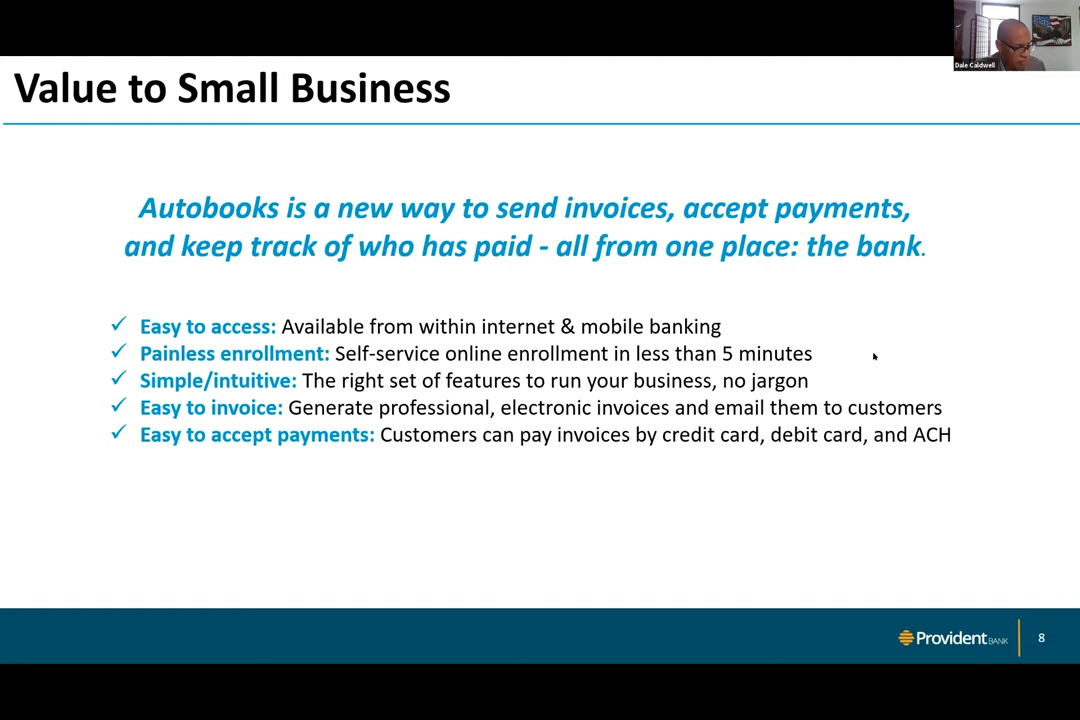 Dale Caldwell
Value to Small Business
Autobooks is a new way to send invoices, accept payments,
and keep track of who has paid - all from one place: the bank.
✓ Easy to access: Available from within internet & mobile banking
✓ Painless enrollment: Self-service online enrollment in less than 5 minutes
✓ Simple/intuitive: The right set of features to run your business, no jargon
✓ Easy to invoice: Generate professional, electronic invoices and email them to customers
✓ Easy to accept payments: Customers can pay invoices by credit card, debit card, and ACH
Provident BANK
8